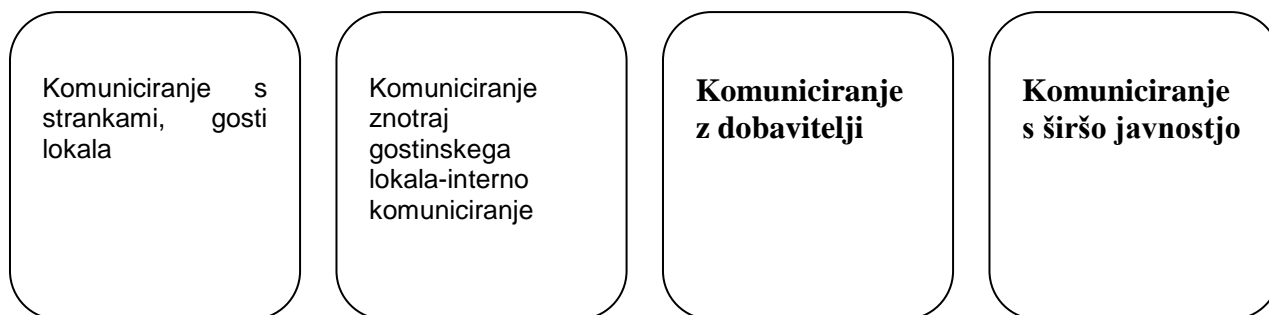 Komuniciranje s
strankami, gosti
lokala
Komuniciranje
znotraj
gostinskega
lokala-interno
komuniciranje
Komuniciranje
z dobavitelji
Komuniciranje
s širšo javnostjo